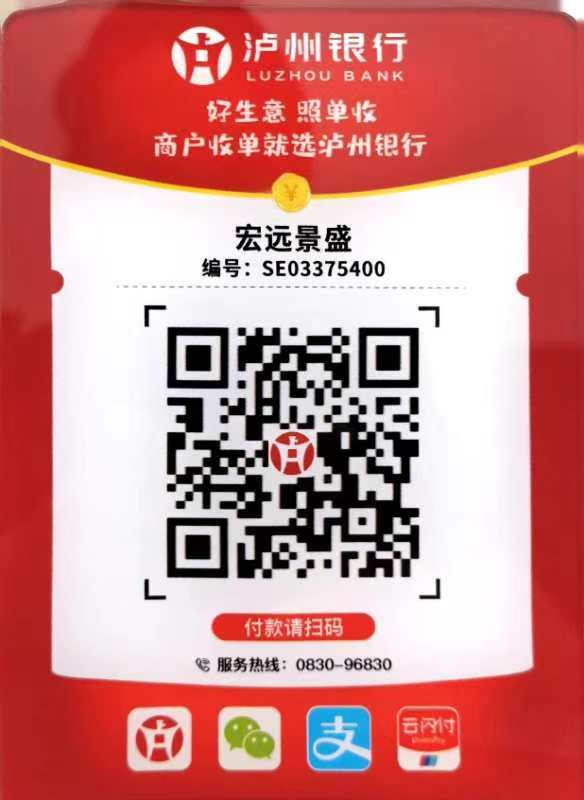 泸州银行
LUZHOU BANK
好生意 照单收
商户收单就选泸州银行
¥
宏远景盛
编号：SE03375400
付款请扫码
服务热线：0830-96830
支
云闪付
UnionPay